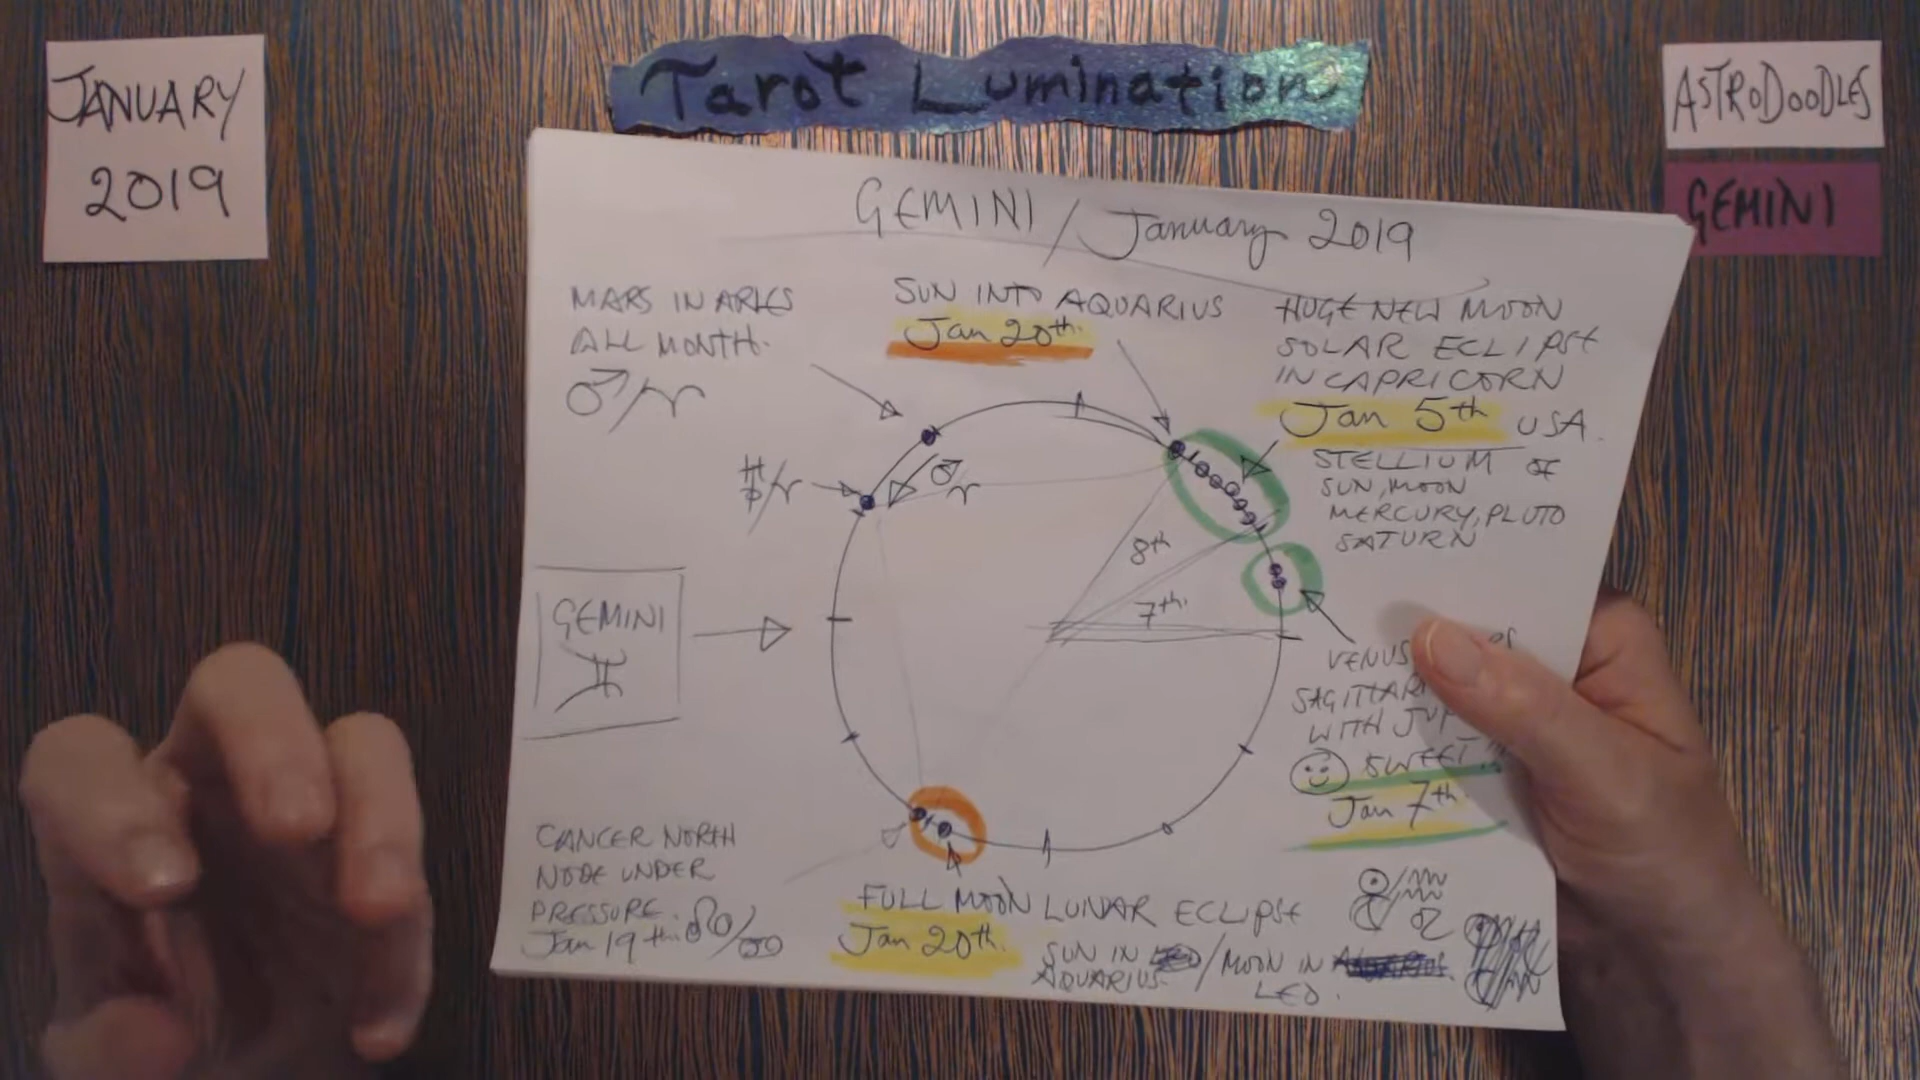 JANUARY
2019
Tarot Lumination
ASTRODOODLES
GEMINI
GEMINI / January 2019
MARS IN ARIES
ALL MONTH.
♂/♈
SUN INTO AQUARIUS
Jan 20th.
HUGE NEW MOON
SOLAR ECLIPSE
IN CAPRICORN
Jan 5th USA.
STELLIUM OF
SUN, MOON
MERCURY, PLUTO
SATURN
♅/♈
♂/♈
8th
7th.
GEMINI
♊
VENUS
SAGITTARI
WITH JUP
SWEET!!
Jan 7th.
CANCER NORTH
NODE UNDER
PRESSURE.
Jan 19th. ☊/♋
FULL MOON LUNAR ECLIPSE
Jan 20th.
SUN IN / MOON IN
AQUARIUS. LEO.